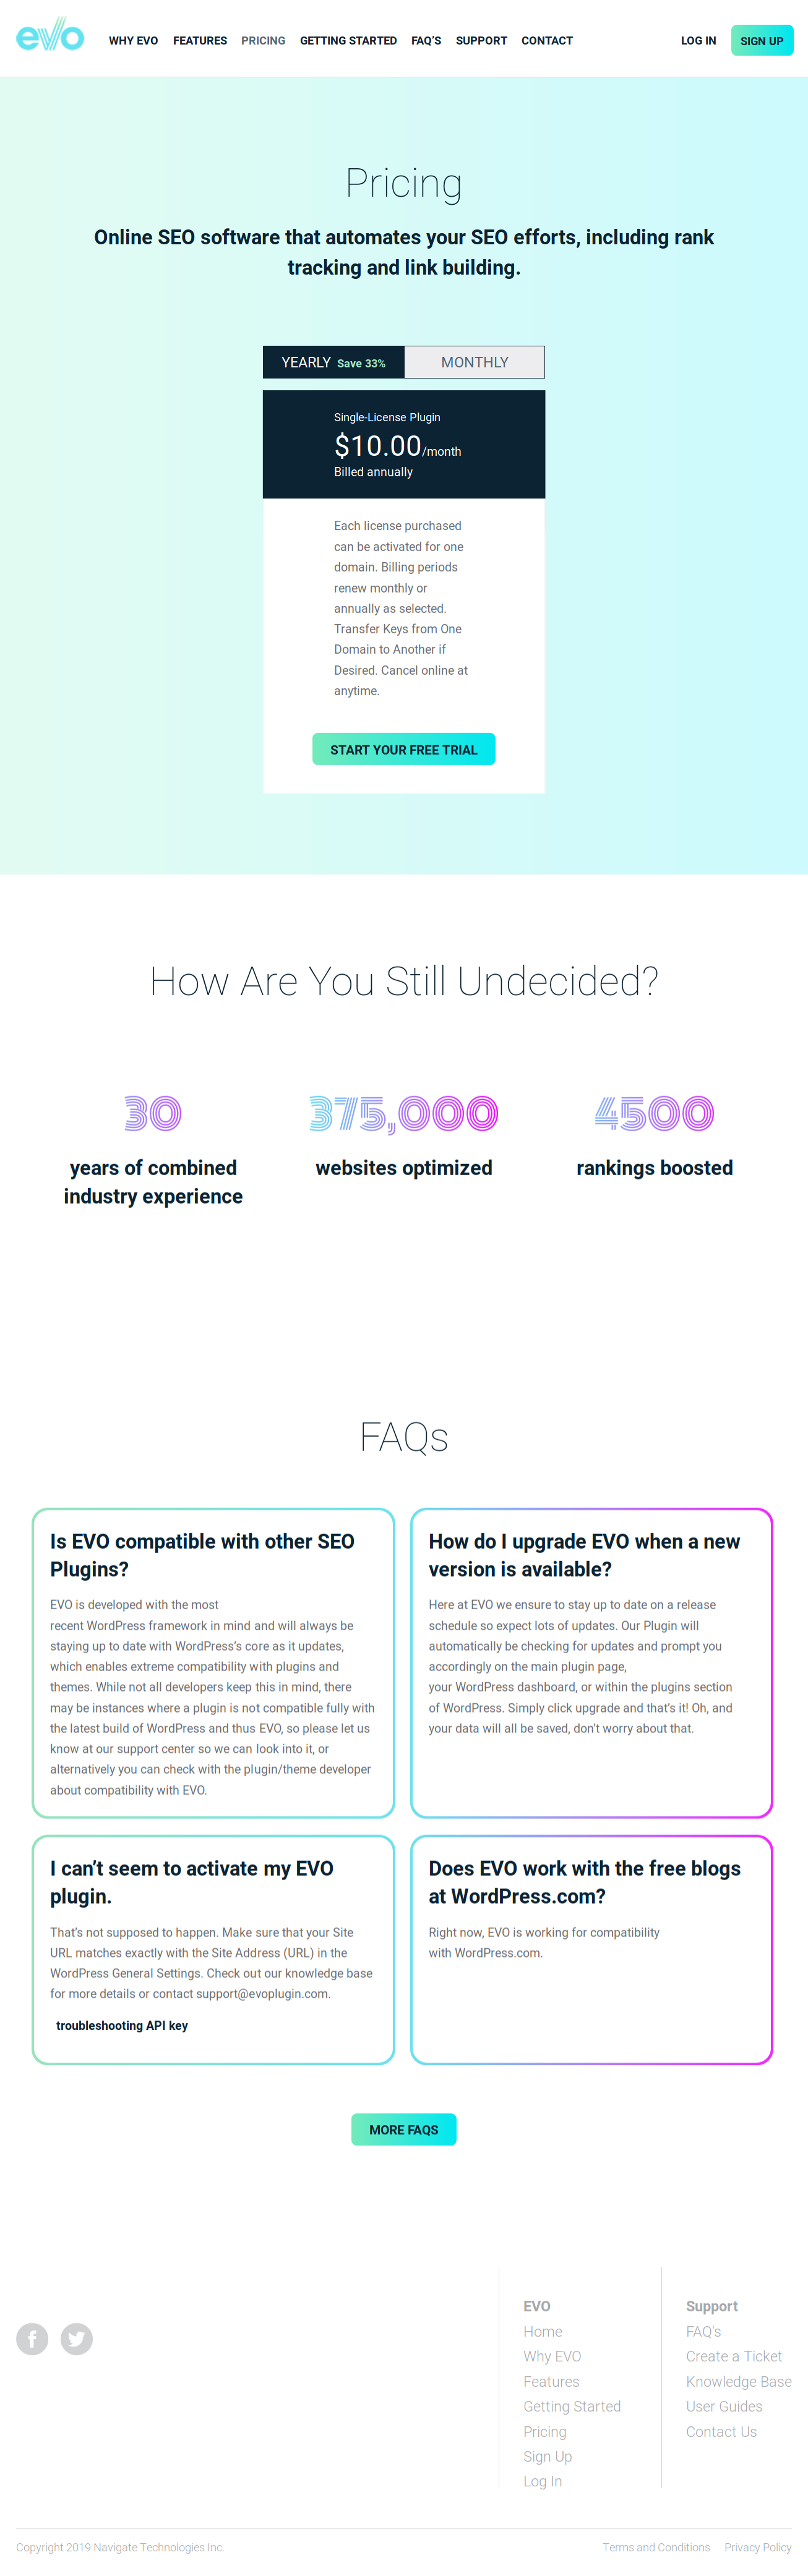 evo
WHY EVO FEATURES PRICING GETTING STARTED FAQ’S SUPPORT CONTACT LOG IN SIGN UP
Pricing
Online SEO software that automates your SEO efforts, including rank
tracking and link building.
YEARLY Save 33% MONTHLY
Single-License Plugin
$10.00/month
Billed annually
Each license purchased
can be activated for one
domain. Billing periods
renew monthly or
annually as selected.
Transfer Keys from One
Domain to Another if
Desired. Cancel online at
anytime.
START YOUR FREE TRIAL
How Are You Still Undecided?
30
years of combined
industry experience
375,000
websites optimized
4500
rankings boosted
FAQs
Is EVO compatible with other SEO
Plugins?
EVO is developed with the most
recent WordPress framework in mind and will always be
staying up to date with WordPress’s core as it updates,
which enables extreme compatibility with plugins and
themes. While not all developers keep this in mind, there
may be instances where a plugin is not compatible fully with
the latest build of WordPress and thus EVO, so please let us
know at our support center so we can look into it, or
alternatively you can check with the plugin/theme developer
about compatibility with EVO.
How do I upgrade EVO when a new
version is available?
Here at EVO we ensure to stay up to date on a release
schedule so expect lots of updates. Our Plugin will
automatically be checking for updates and prompt you
accordingly on the main plugin page,
your WordPress dashboard, or within the plugins section
of WordPress. Simply click upgrade and that’s it! Oh, and
your data will all be saved, don’t worry about that.
I can’t seem to activate my EVO
plugin.
That’s not supposed to happen. Make sure that your Site
URL matches exactly with the Site Address (URL) in the
WordPress General Settings. Check out our knowledge base
for more details or contact support@evoplugin.com.
troubleshooting API key
Does EVO work with the free blogs
at WordPress.com?
Right now, EVO is working for compatibility
with WordPress.com.
MORE FAQS
EVO
Home
Why EVO
Features
Getting Started
Pricing
Sign Up
Log In
Support
FAQ’s
Create a Ticket
Knowledge Base
User Guides
Contact Us
Copyright 2019 Navigate Technologies Inc. Terms and Conditions Privacy Policy